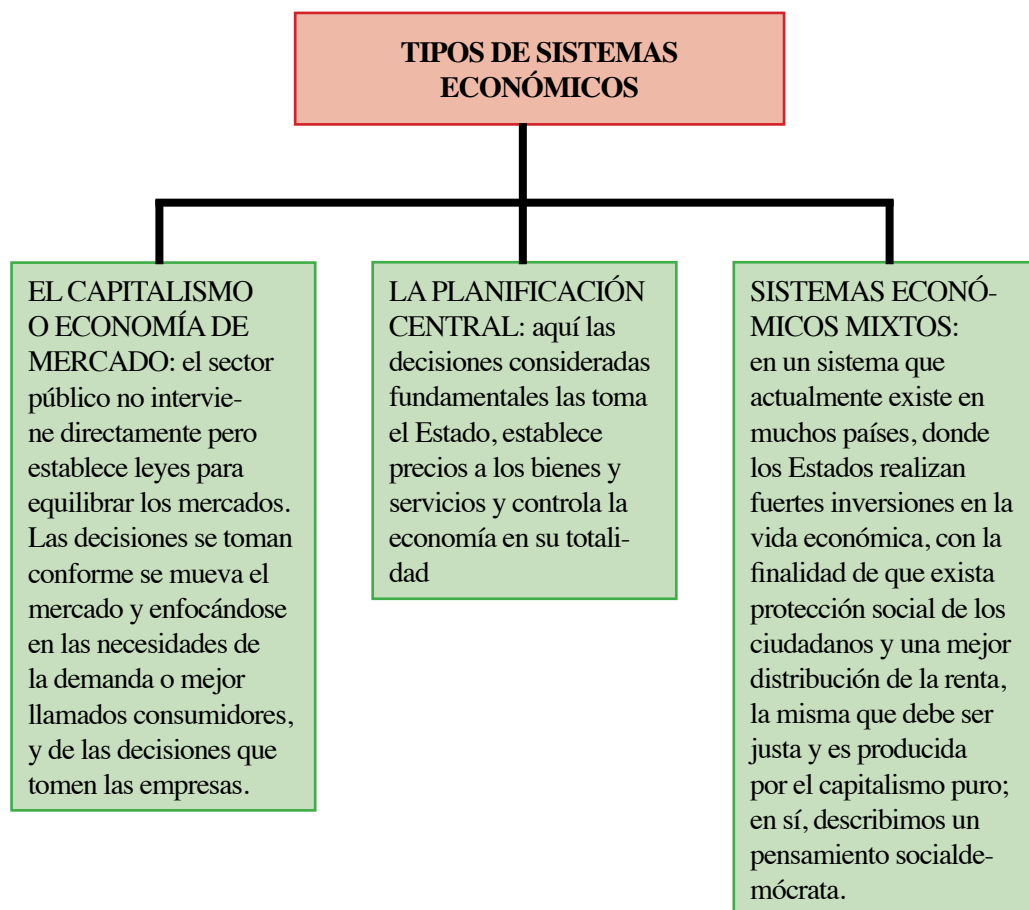 TIPOS DE SISTEMAS
ECONÓMICOS
EL CAPITALISMO
O ECONOMÍA DE
MERCADO: el sector
público no intervie-
ne directamente pero
establece leyes para
equilibrar los mercados.
Las decisiones se toman
conforme se mueva el
mercado y enfocándose
en las necesidades de
la demanda o mejor
llamados consumidores,
y de las decisiones que
tomen las empresas.
LA PLANIFICACIÓN
CENTRAL: aquí las
decisiones consideradas
fundamentales las toma
el Estado, establece
precios a los bienes y
servicios y controla la
economía en su totali-
dad
SISTEMAS ECONÓ-
MICOS MIXTOS:
en un sistema que
actualmente existe en
muchos países, donde
los Estados realizan
fuertes inversiones en la
vida económica, con la
finalidad de que exista
protección social de los
ciudadanos y una mejor
distribución de la renta,
la misma que debe ser
justa y es producida
por el capitalismo puro;
en sí, describimos un
pensamiento socialde-
mócrata.